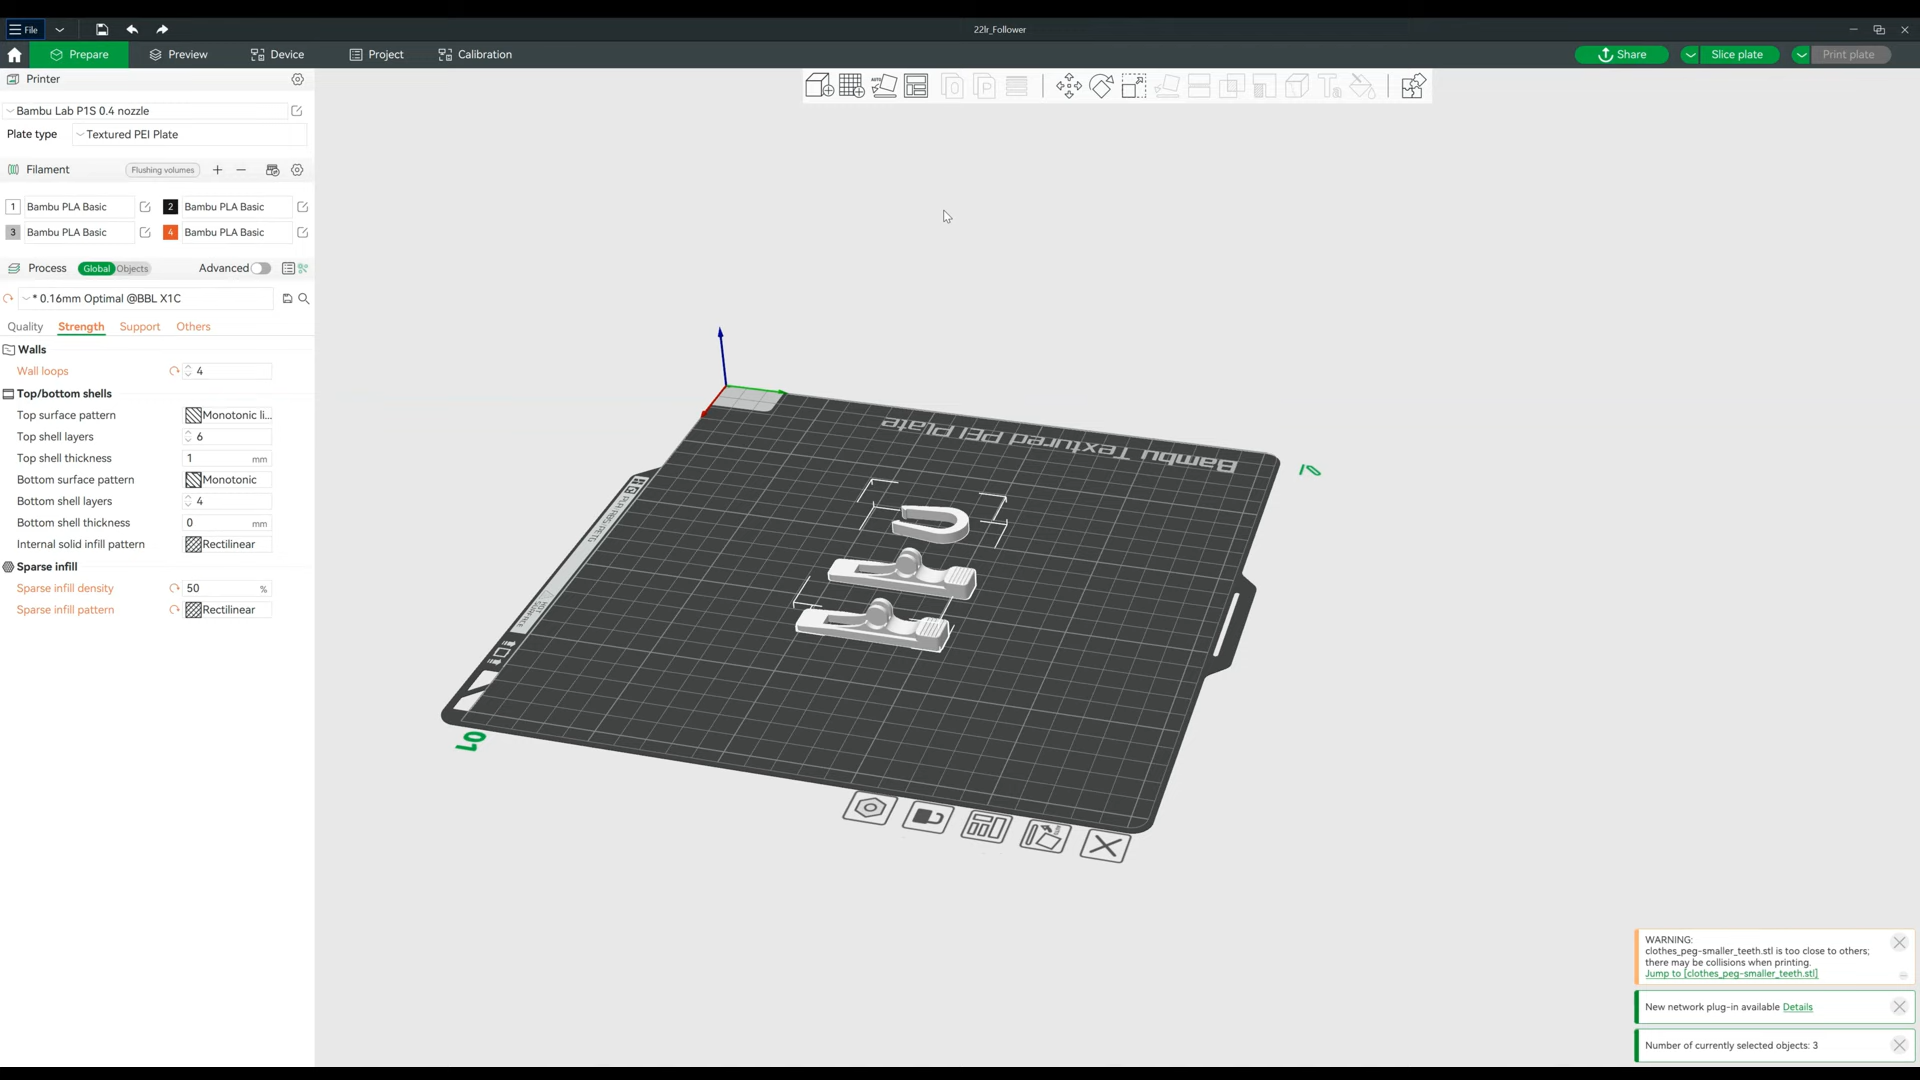 File
22lr_Follower
Prepare
Preview
Device
Project
Calibration
Share
Slice plate
Print plate
Printer
Bambu Lab P1S 0.4 nozzle
Plate type
Textured PEI Plate
Filament
Flushing volumes
1 Bambu PLA Basic
2 Bambu PLA Basic
3 Bambu PLA Basic
4 Bambu PLA Basic
Process
Global
Objects
Advanced
* 0.16mm Optimal @BBL X1C
Quality
Strength
Support
Others
Walls
Wall loops
4
Top/bottom shells
Top surface pattern
Monotonic li...
Top shell layers
6
Top shell thickness
1 mm
Bottom surface pattern
Monotonic
Bottom shell layers
4
Bottom shell thickness
0 mm
Internal solid infill pattern
Rectilinear
Sparse infill
Sparse infill density
50 %
Sparse infill pattern
Rectilinear
Bambu Textured PEI Plate
01
WARNING:
clothes_peg-smaller_teeth.stl is too close to others;
there may be collisions when printing.
Jump to [clothes_peg-smaller_teeth.stl]
New network plug-in available Details
Number of currently selected objects: 3